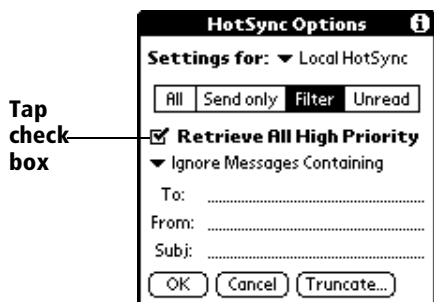 HotSync Options i
Settings for: Local HotSync
All Send only Filter Unread
Tap
check
box
Retrieve All High Priority
Ignore Messages Containing
To:
From:
Subj:
OK Cancel Truncate...